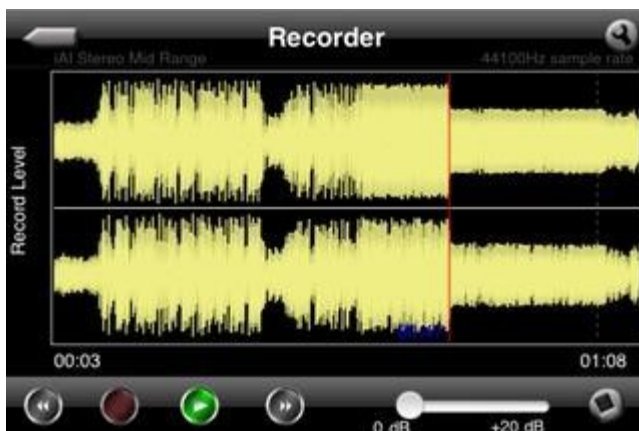 Recorder
iAI Stereo Mid Range 44100Hz sample rate
Record Level
00:03 01:08
0 dB +20 dB